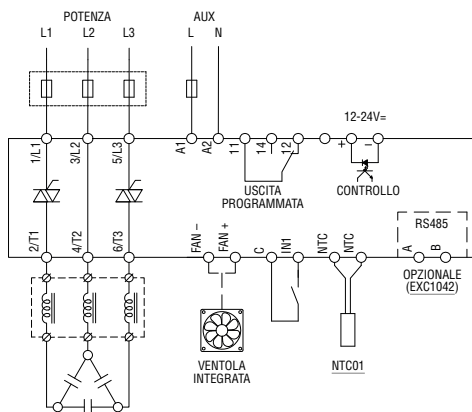 POTENZA
AUX
L1
L2
L3
L
N
12-24V=
1/L1
3/L2
5/L3
A1
A2
11
14
12
+
−
USCITA
PROGRAMMATA
CONTROLLO
2/T1
4/T2
6/T3
FAN −
FAN +
C
IN1
NTC
NTC
RS485
A
B
OPZIONALE
(EXC1042)
VENTOLA
INTEGRATA
NTC01